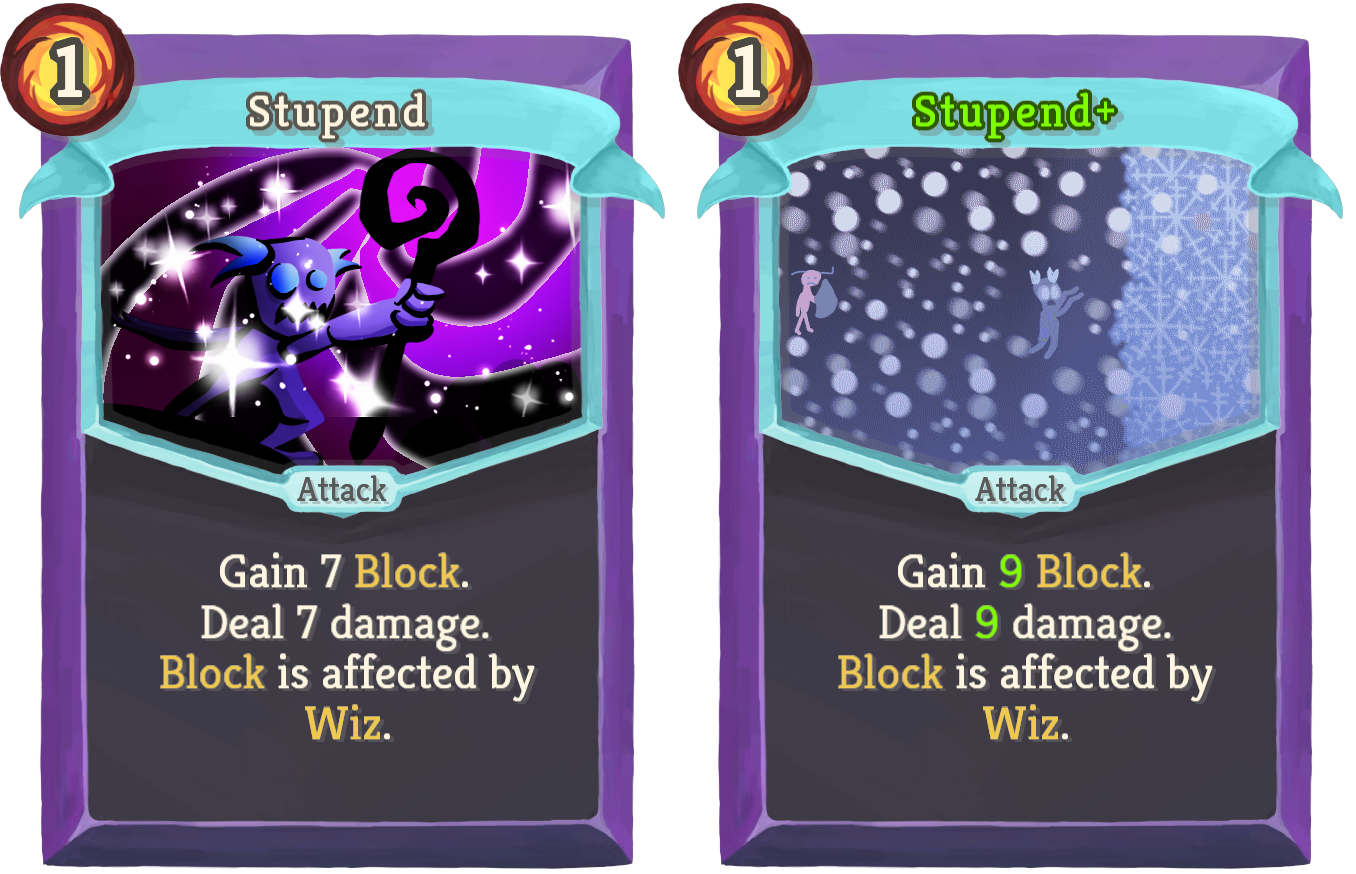 1
Stupend
Attack
Gain 7 Block.
Deal 7 damage.
Block is affected by
Wiz.
1
Stupend+
Attack
Gain 9 Block.
Deal 9 damage.
Block is affected by
Wiz.